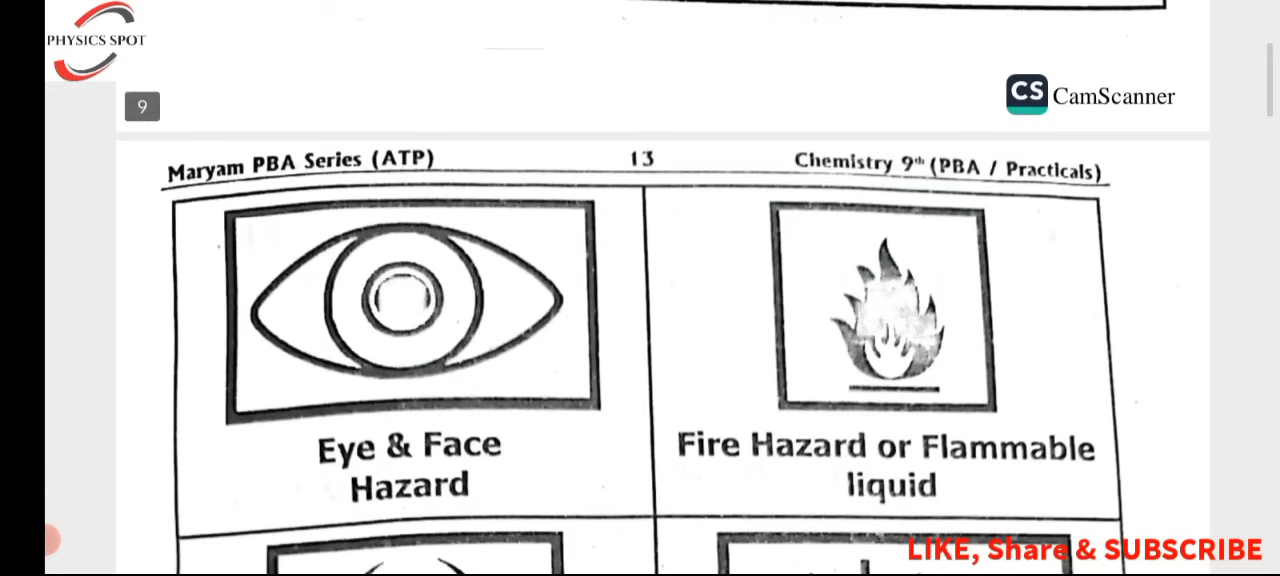 PHYSICS SPOT
9
CS CamScanner
Maryam PBA Series (ATP) 13 Chemistry 9th (PBA / Practicals)
Eye & Face
Hazard
Fire Hazard or Flammable
liquid
LIKE, Share & SUBSCRIBE